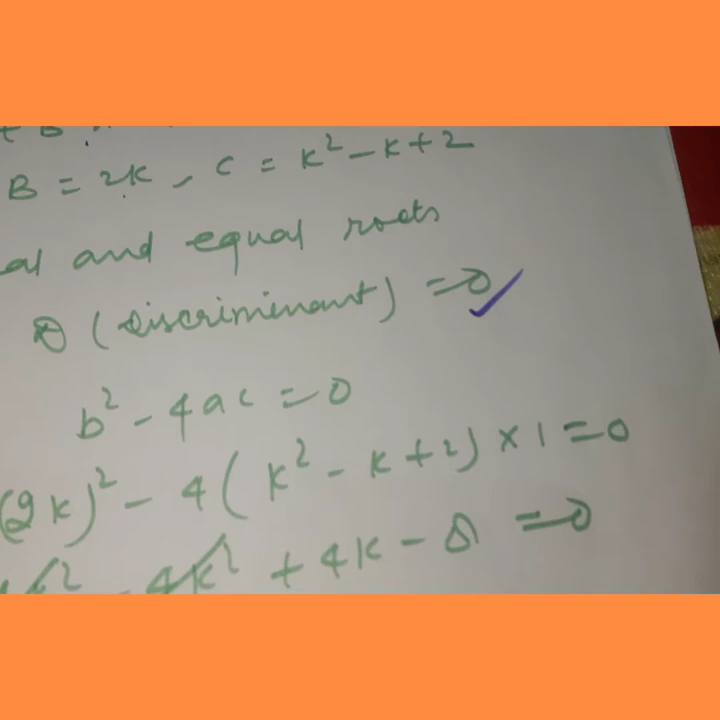 B = 2K, C = K² - K + 2
al and equal roots
D (discriminant) = 0
b² - 4ac = 0
(2K)² - 4(K² - K + 2) × 1 = 0
- 4K² + 4K - 8 = 0